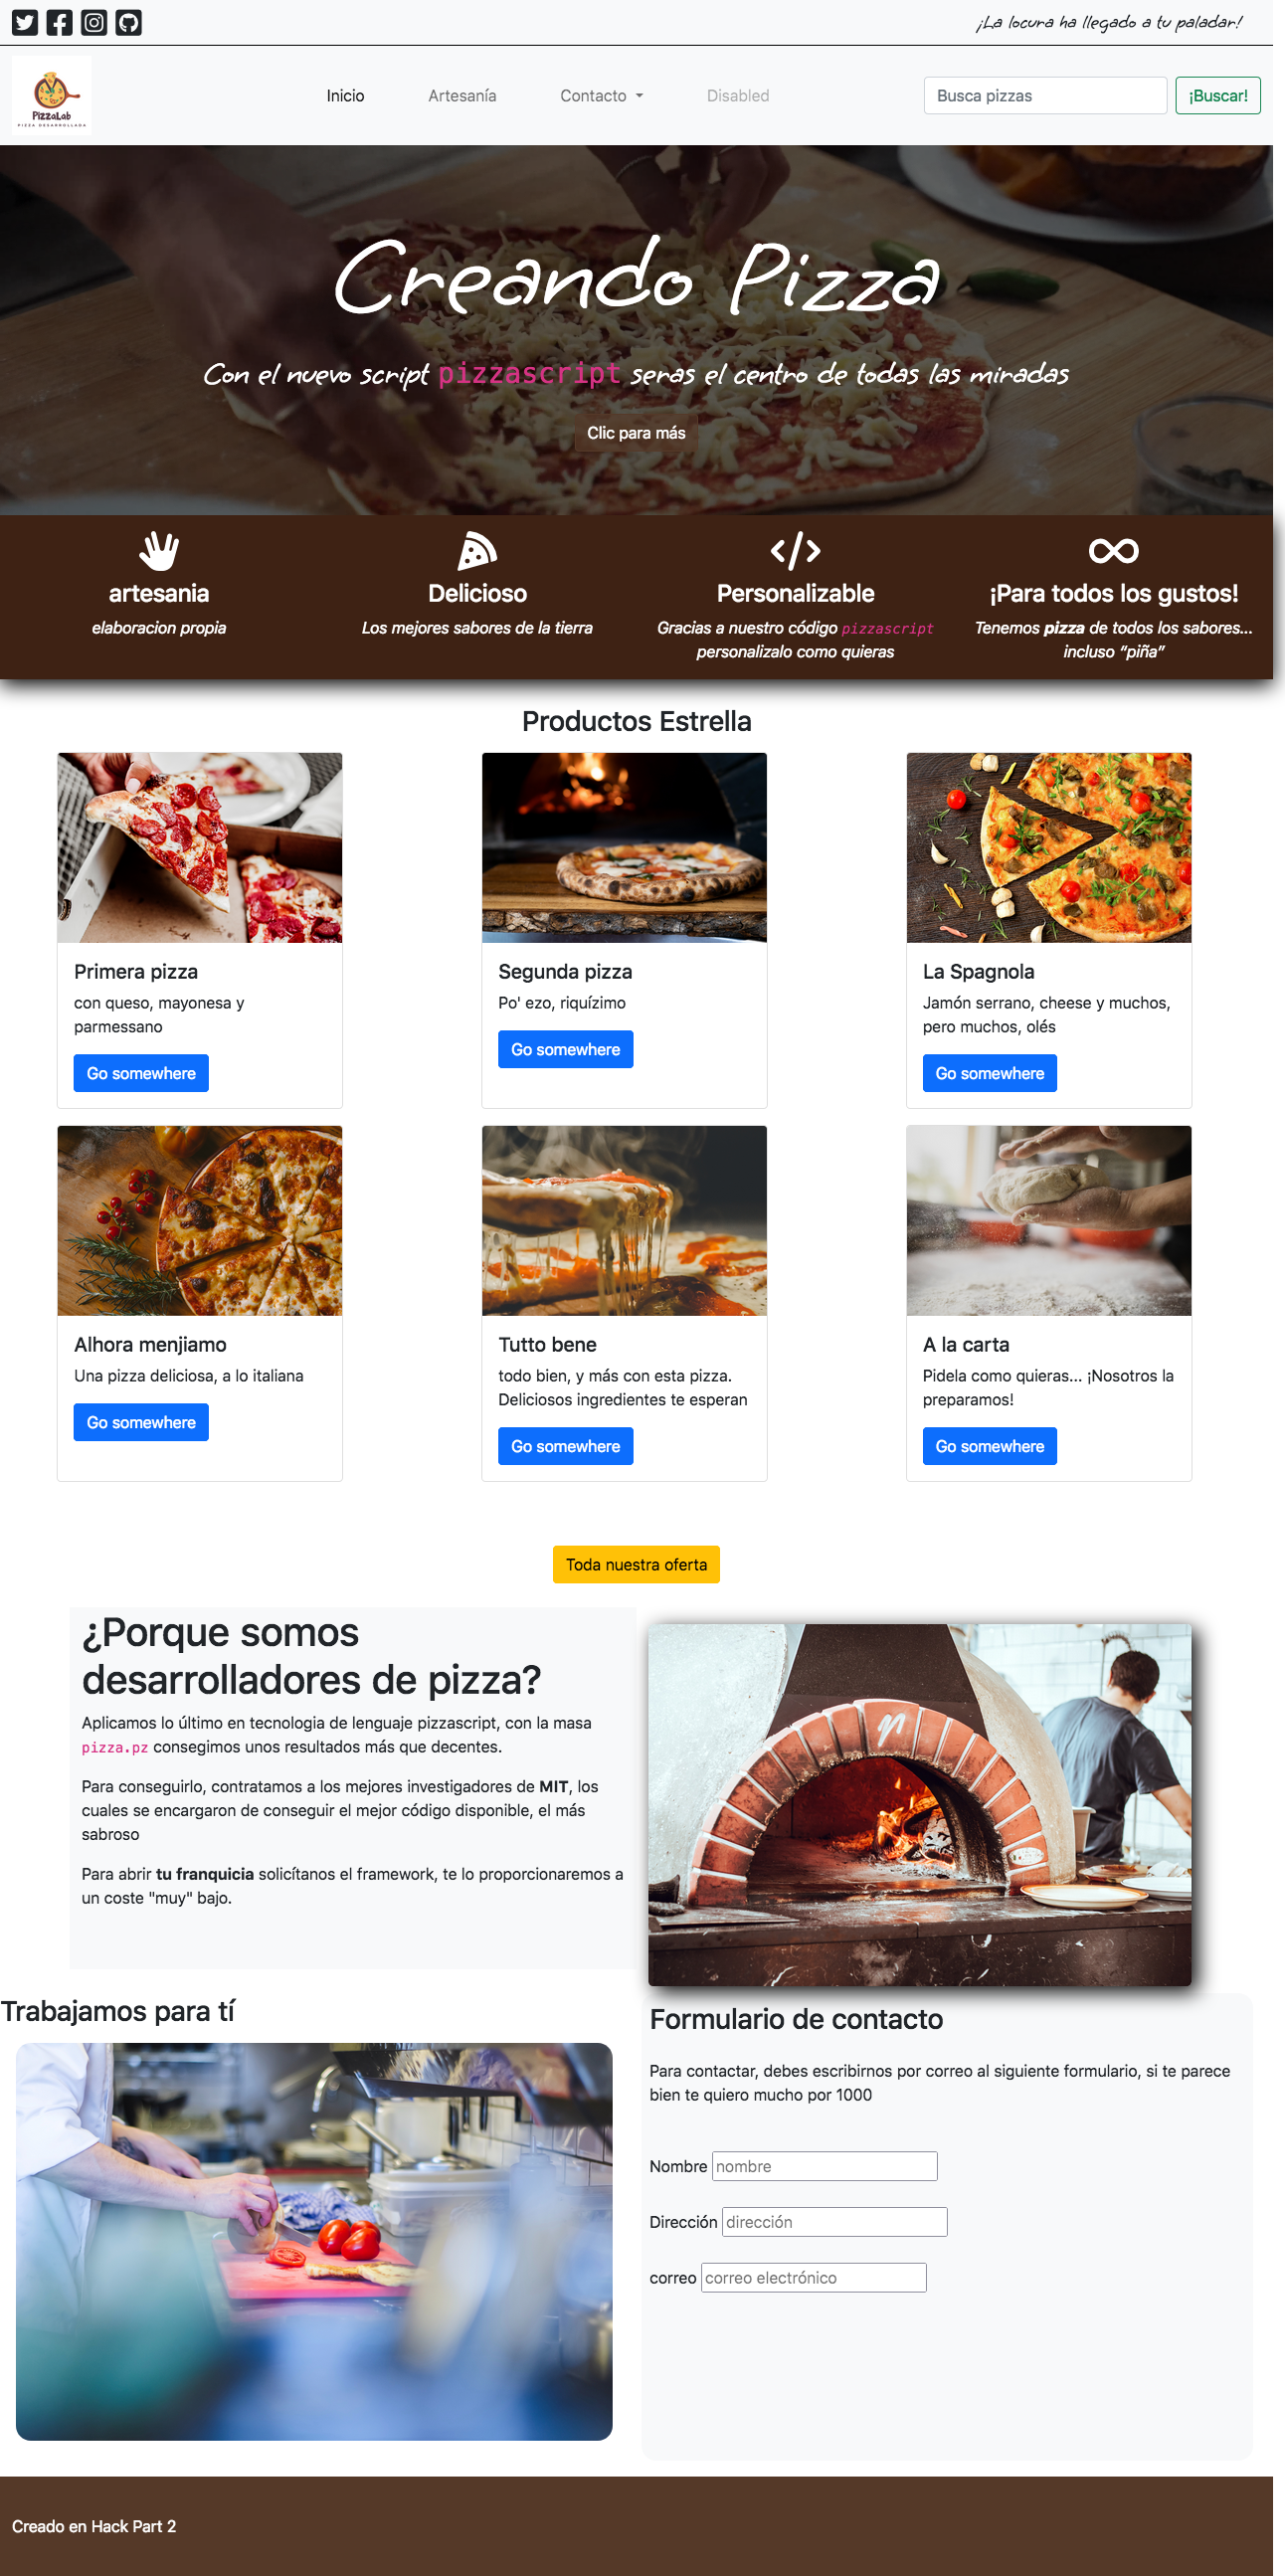 ¡La locura ha llegado a tu paladar!
PizzaLab
PIZZA DESARROLLADA
Inicio
Artesanía
Contacto
Disabled
Busca pizzas
¡Buscar!
Creando Pizza
Con el nuevo script pizzascript seras el centro de todas las miradas
Clic para más
artesania
elaboracion propia
Delicioso
Los mejores sabores de la tierra
Personalizable
Gracias a nuestro código pizzascript
personalizalo como quieras
¡Para todos los gustos!
Tenemos pizza de todos los sabores...
incluso “piña”
Productos Estrella
Primera pizza
con queso, mayonesa y
parmessano
Go somewhere
Segunda pizza
Po' ezo, riquízimo
Go somewhere
La Spagnola
Jamón serrano, cheese y muchos,
pero muchos, olés
Go somewhere
Alhora menjiamo
Una pizza deliciosa, a lo italiana
Go somewhere
Tutto bene
todo bien, y más con esta pizza.
Deliciosos ingredientes te esperan
Go somewhere
A la carta
Pidela como quieras... ¡Nosotros la
preparamos!
Go somewhere
Toda nuestra oferta
¿Porque somos
desarrolladores de pizza?
Aplicamos lo último en tecnologia de lenguaje pizzascript, con la masa
pizza.pz consegimos unos resultados más que decentes.
Para conseguirlo, contratamos a los mejores investigadores de MIT, los
cuales se encargaron de conseguir el mejor código disponible, el más
sabroso
Para abrir tu franquicia solicítanos el framework, te lo proporcionaremos a
un coste "muy" bajo.
Trabajamos para tí
Formulario de contacto
Para contactar, debes escribirnos por correo al siguiente formulario, si te parece
bien te quiero mucho por 1000
Nombre nombre
Dirección dirección
correo correo electrónico
Creado en Hack Part 2